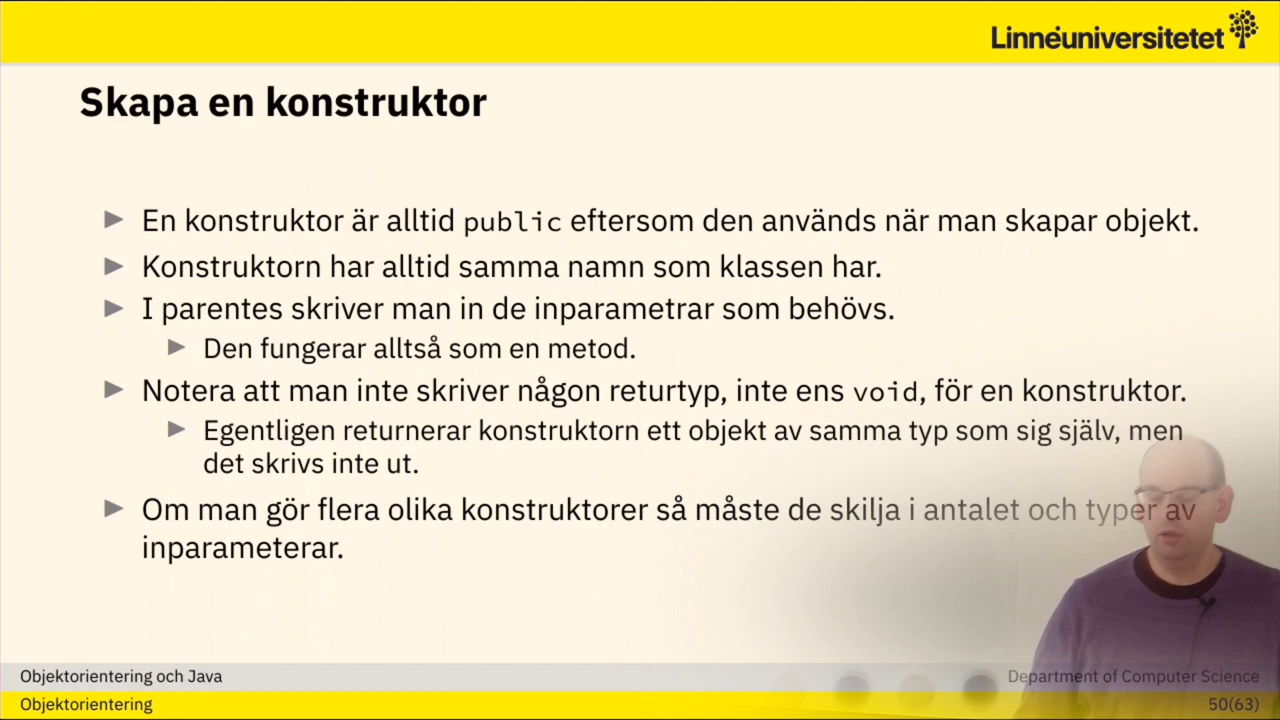 Linnéuniversitetet
Skapa en konstruktor
En konstruktor är alltid public eftersom den används när man skapar objekt.
Konstruktorn har alltid samma namn som klassen har.
I parentes skriver man in de inparametrar som behövs.
Den fungerar alltså som en metod.
Notera att man inte skriver någon returtyp, inte ens void, för en konstruktor.
Egentligen returnerar konstruktorn ett objekt av samma typ som sig själv, men
det skrivs inte ut.
Om man gör flera olika konstruktorer så måste de skilja i antalet och typer av
inparameterar.
Objektorientering och Java
Department of Computer Science
Objektorientering
50(63)